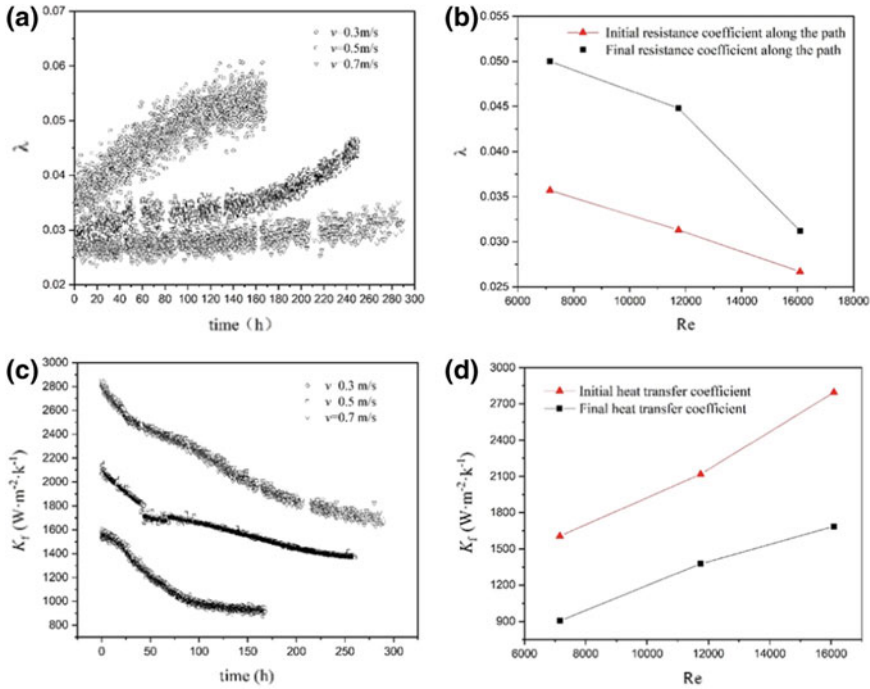 (a)
v 0.3m/s
v=0.5m/s
v 0.7m/s
0.07
0.06
0.05
0.04
0.03
0.02
λ
0 20 40 60 80 100 120 140 160 180 200 220 240 260 280 300
time（h）
(b)
Initial resistance coefficient along the path
Final resistance coefficient along the path
0.055
0.050
0.045
0.040
0.035
0.030
0.025
λ
6000 8000 10000 12000 14000 16000 18000
Re
(c)
v 0.3 m/s
v 0.5 m/s
v=0.7 m/s
3000
2800
2600
2400
2200
2000
1800
1600
1400
1200
1000
800
Kf (W·m-2·k-1)
0 50 100 150 200 250 300
time (h)
(d)
Initial heat transfer coefficient
Final heat transfer coefficient
3000
2700
2400
2100
1800
1500
1200
900
Kf (W·m-2·k-1)
6000 8000 10000 12000 14000 16000
Re